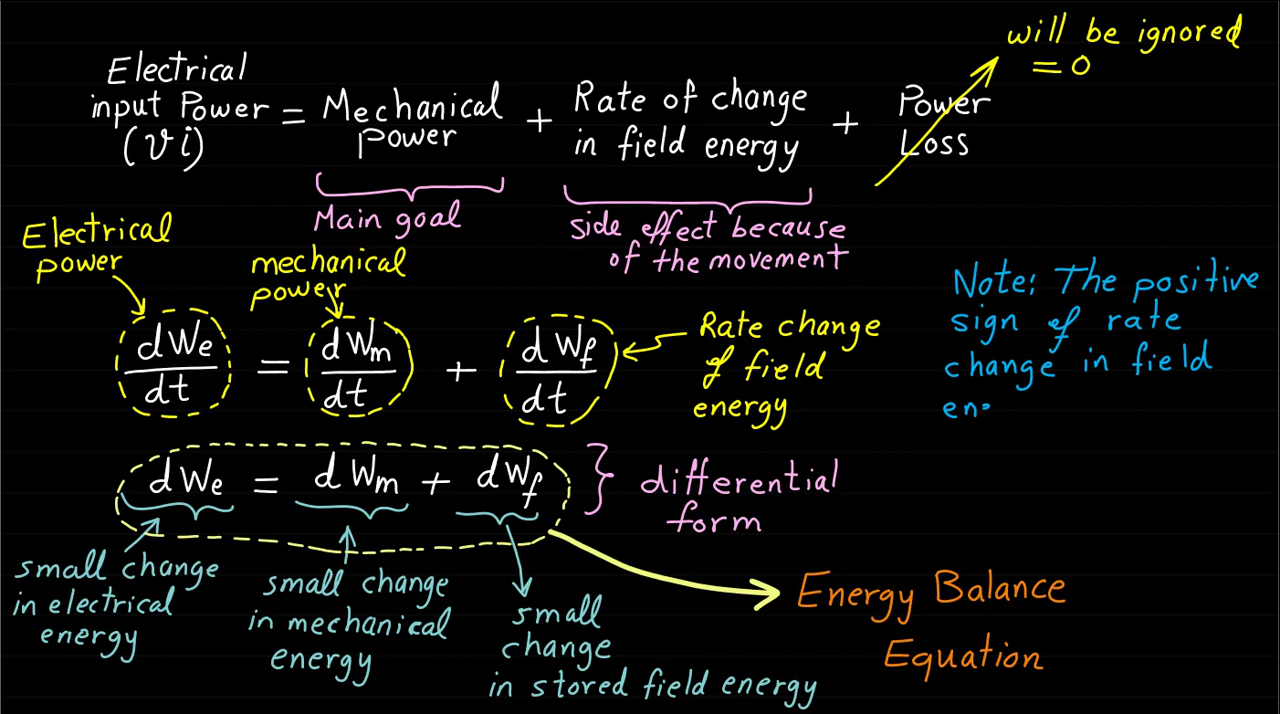 will be ignored
= 0
Electrical
input Power = Mechanical power + Rate of change in field energy + Power Loss
(vi)
Main goal
side effect because
of the movement
Electrical
power
mechanical
power
dWe/dt = dWm/dt + dWf/dt
Rate change
of field
energy
Note: The positive
sign of rate
change in field
en
dWe = dWm + dWf } differential
form
small change
in electrical
energy
small change
in mechanical
energy
small
change
in stored field energy
Energy Balance
Equation